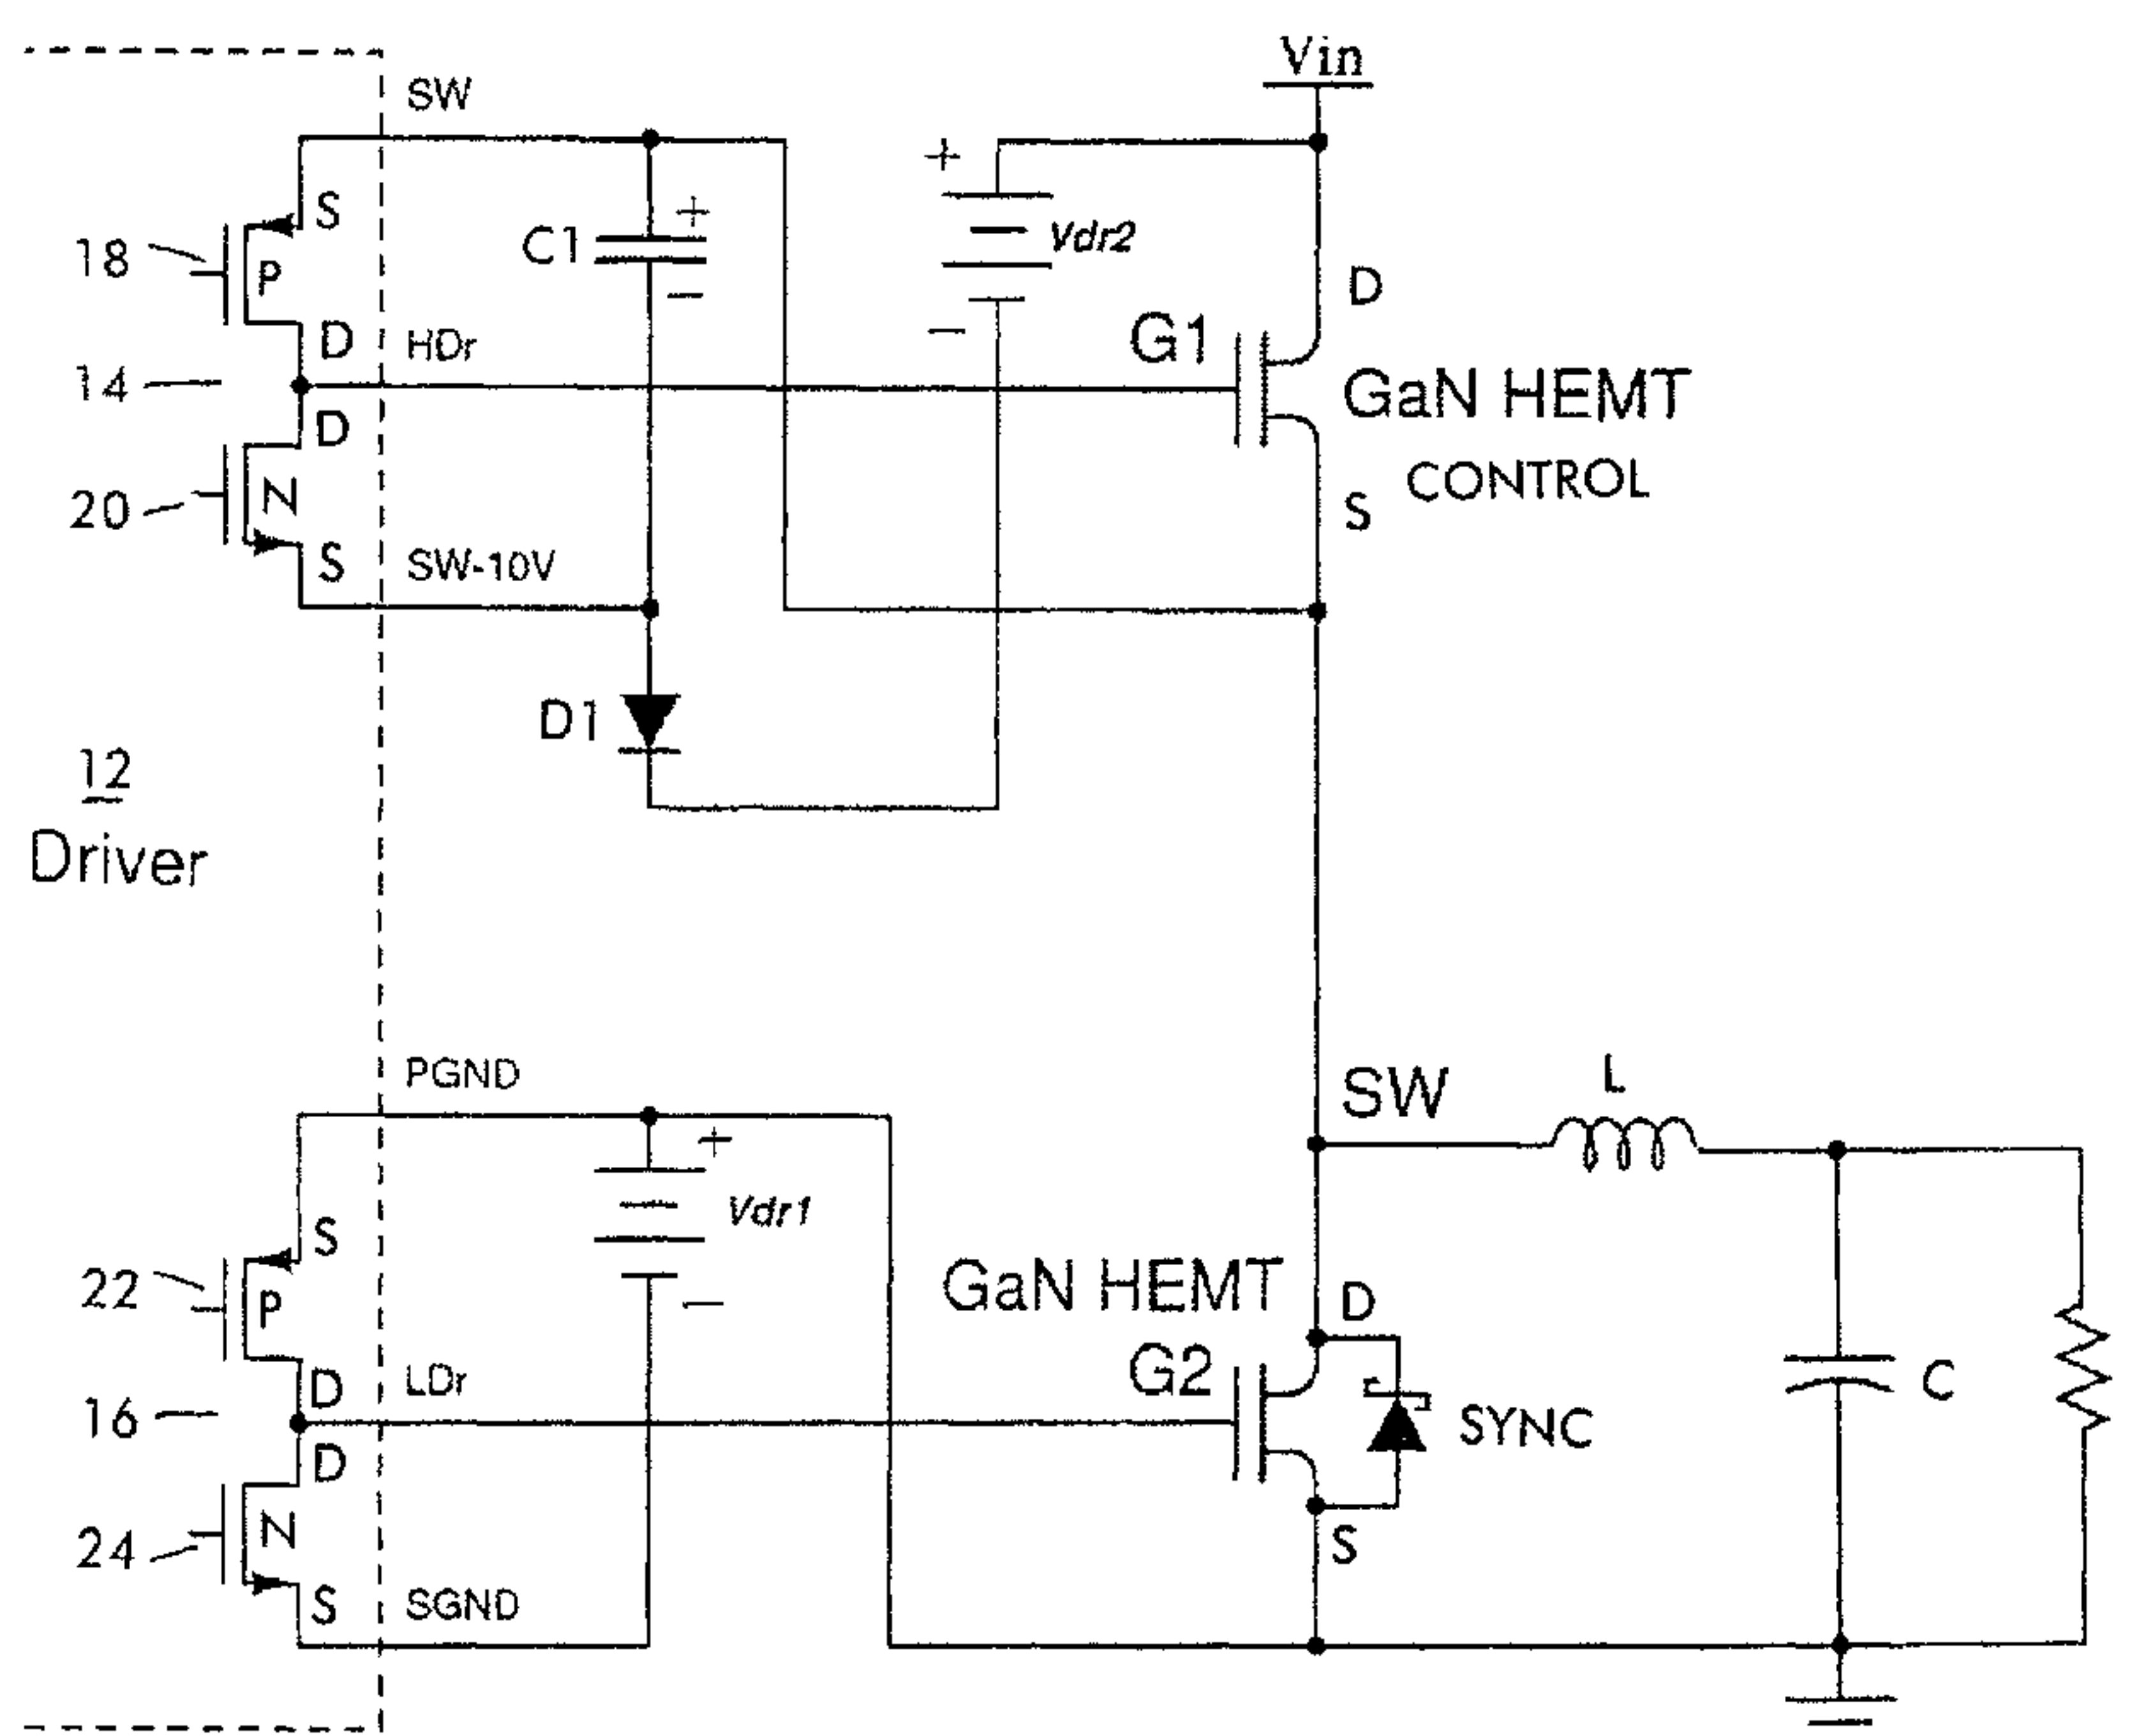 Vin
SW
+
S
18
P
C1
+
−
+
Vdr2
−
D
G1
D
HDr
14
GaN HEMT
D
CONTROL
20
N
S
S
SW-10V
D1
12
Driver
PGND
SW
L
+
Vdr1
−
S
22
P
GaN HEMT
D
G2
D
LDr
C
16
SYNC
D
24
N
S
S
SGND